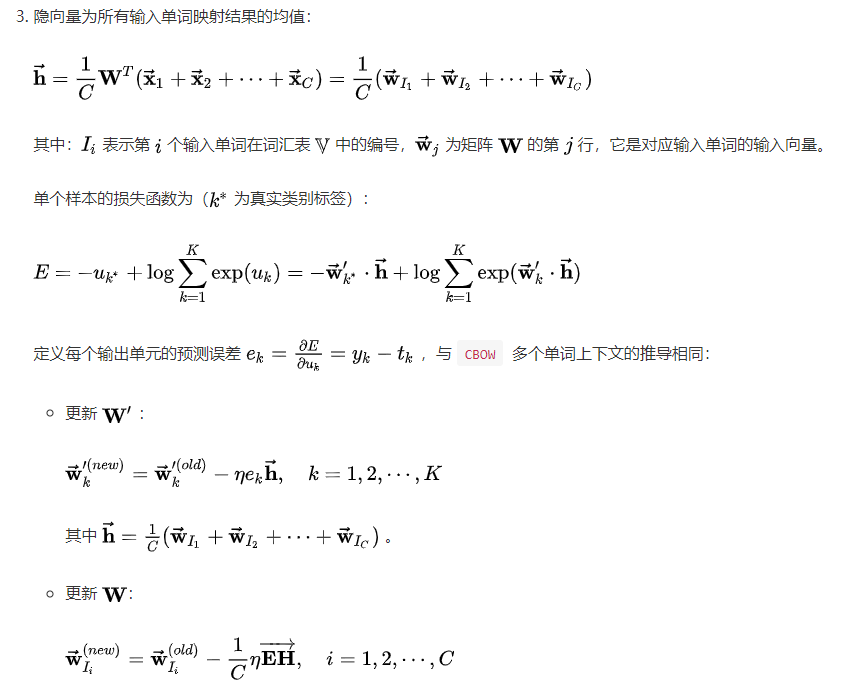 3. 隐向量为所有输入单词映射结果的均值：
$\vec{\mathbf{h}} = \frac{1}{C}\mathbf{W}^T(\vec{\mathbf{x}}_1 + \vec{\mathbf{x}}_2 + \cdots + \vec{\mathbf{x}}_C) = \frac{1}{C}(\vec{\mathbf{w}}_{I_1} + \vec{\mathbf{w}}_{I_2} + \cdots + \vec{\mathbf{w}}_{I_C})$
其中：$I_i$ 表示第 $i$ 个输入单词在词汇表 $\mathbb{V}$ 中的编号，$\vec{\mathbf{w}}_j$ 为矩阵 $\mathbf{W}$ 的第 $j$ 行，它是对应输入单词的输入向量。
单个样本的损失函数为（$k^*$ 为真实类别标签）：
$E = -u_{k^*} + \log\sum_{k=1}^{K}\exp(u_k) = -\vec{\mathbf{w}}'_{k^*} \cdot \vec{\mathbf{h}} + \log\sum_{k=1}^{K}\exp(\vec{\mathbf{w}}'_k \cdot \vec{\mathbf{h}})$
定义每个输出单元的预测误差 $e_k = \frac{\partial E}{\partial u_k} = y_k - t_k$ ，与 CBOW 多个单词上下文的推导相同：
○ 更新 $\mathbf{W}'$ ：
$\vec{\mathbf{w}}_k^{\prime(new)} = \vec{\mathbf{w}}_k^{\prime(old)} - \eta e_k \vec{\mathbf{h}}, \quad k = 1, 2, \cdots, K$
其中 $\vec{\mathbf{h}} = \frac{1}{C}(\vec{\mathbf{w}}_{I_1} + \vec{\mathbf{w}}_{I_2} + \cdots + \vec{\mathbf{w}}_{I_C})$ 。
○ 更新 $\mathbf{W}$:
$\vec{\mathbf{w}}_{I_i}^{(new)} = \vec{\mathbf{w}}_{I_i}^{(old)} - \frac{1}{C}\eta\overrightarrow{\mathbf{EH}}, \quad i = 1, 2, \cdots, C$